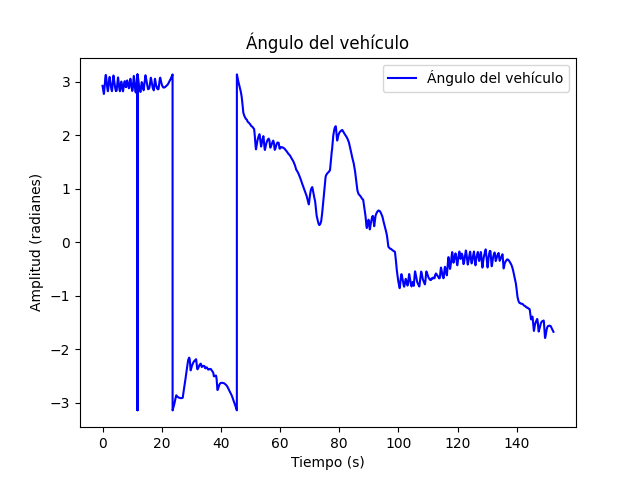 Ángulo del vehículo
Ángulo del vehículo
Amplitud (radianes)
3
2
1
0
−1
−2
−3
0 20 40 60 80 100 120 140
Tiempo (s)